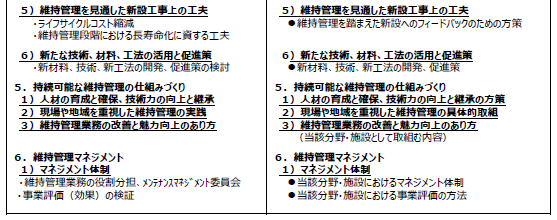 5）維持管理を見通した新設工事上の工夫
・ライフサイクルコスト縮減
・維持管理段階における長寿命化に資する工夫
6）新たな技術、材料、工法の活用と促進策
・新材料、技術、新工法の開発、促進策の検討
5．持続可能な維持管理の仕組みづくり
1）人材の育成と確保、技術力の向上と継承
2）現場や地域を重視した維持管理の実践
3）維持管理業務の改善と魅力向上のあり方
6．維持管理マネジメント
1）マネジメント体制
・維持管理業務の役割分担、ﾒﾝﾃﾅﾝｽﾏﾈｼﾞﾒﾝﾄ委員会
・事業評価（効果）の検証
5）維持管理を見通した新設工事上の工夫
●維持管理を踏まえた新設へのフィードバックのための方策
6）新たな技術、材料、工法の活用と促進策
●新材料、技術、新工法の開発、促進策
5．持続可能な維持管理の仕組みづくり
1）人材の育成と確保、技術力の向上と継承の方策
2）現場や地域を重視した維持管理の具体的取組
3）維持管理業務の改善と魅力向上のあり方
（当該分野・施設として取組む内容）
6．維持管理マネジメント
1）マネジメント体制
●当該分野・施設におけるマネジメント体制
●当該分野・施設における事業評価の方法